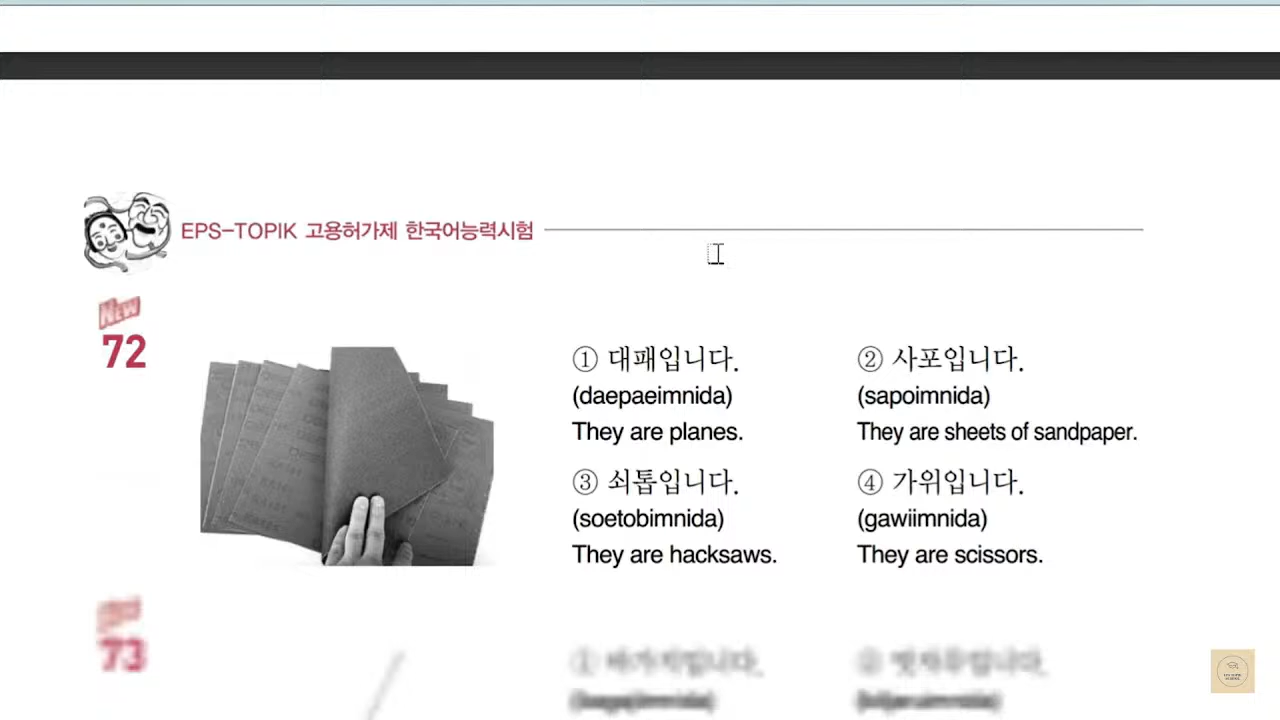 EPS-TOPIK 고용허가제 한국어능력시험
NEW
72
① 대패입니다.
(daepaeimnida)
They are planes.
② 사포입니다.
(sapoimnida)
They are sheets of sandpaper.
③ 쇠톱입니다.
(soetobimnida)
They are hacksaws.
④ 가위입니다.
(gawiimnida)
They are scissors.
73